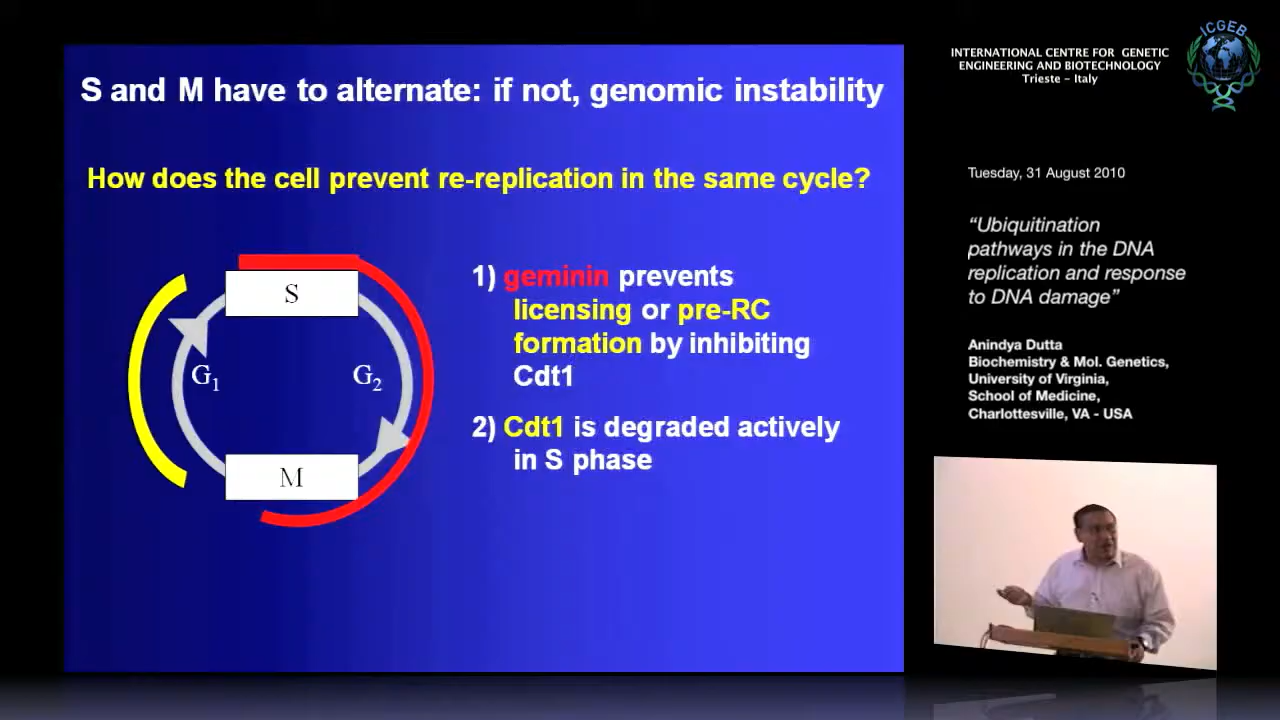 S and M have to alternate: if not, genomic instability
How does the cell prevent re-replication in the same cycle?
S
G1
G2
M
1) geminin prevents
licensing or pre-RC
formation by inhibiting
Cdt1
2) Cdt1 is degraded actively
in S phase
INTERNATIONAL CENTRE FOR GENETIC
ENGINEERING AND BIOTECHNOLOGY
Trieste – Italy
ICGEB
Tuesday, 31 August 2010
“Ubiquitination
pathways in the DNA
replication and response
to DNA damage”
Anindya Dutta
Biochemistry & Mol. Genetics,
University of Virginia,
School of Medicine,
Charlottesville, VA - USA